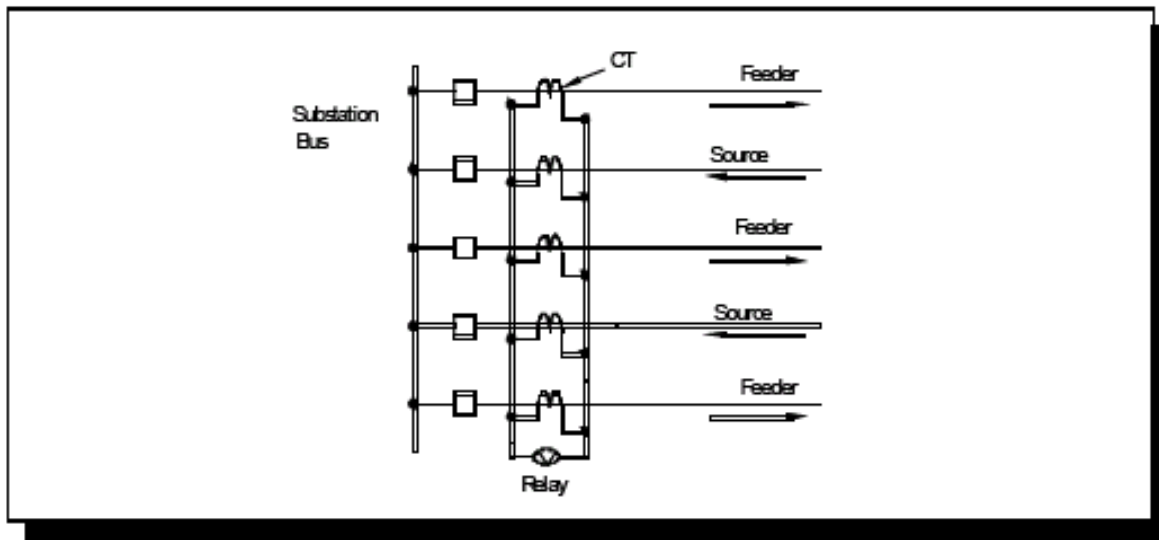 CT
Feeder
Substation
Bus
Source
Feeder
Source
Feeder
Relay